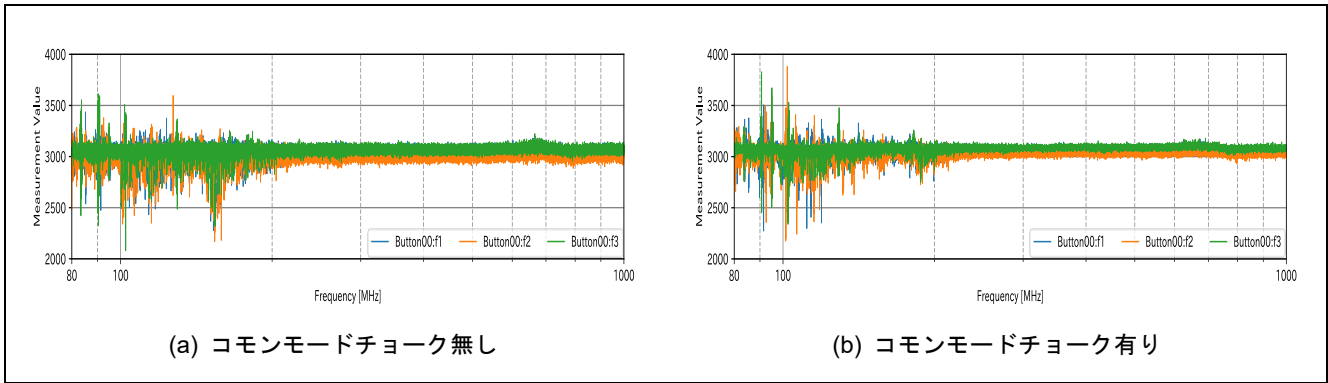 4000
3500
3000
2500
2000
Measurement Value
Button00:f1 Button00:f2 Button00:f3
80 100 1000
Frequency [MHz]
(a) コモンモードチョーク無し
4000
3500
3000
2500
2000
Measurement Value
Button00:f1 Button00:f2 Button00:f3
80 100 1000
Frequency [MHz]
(b) コモンモードチョーク有り